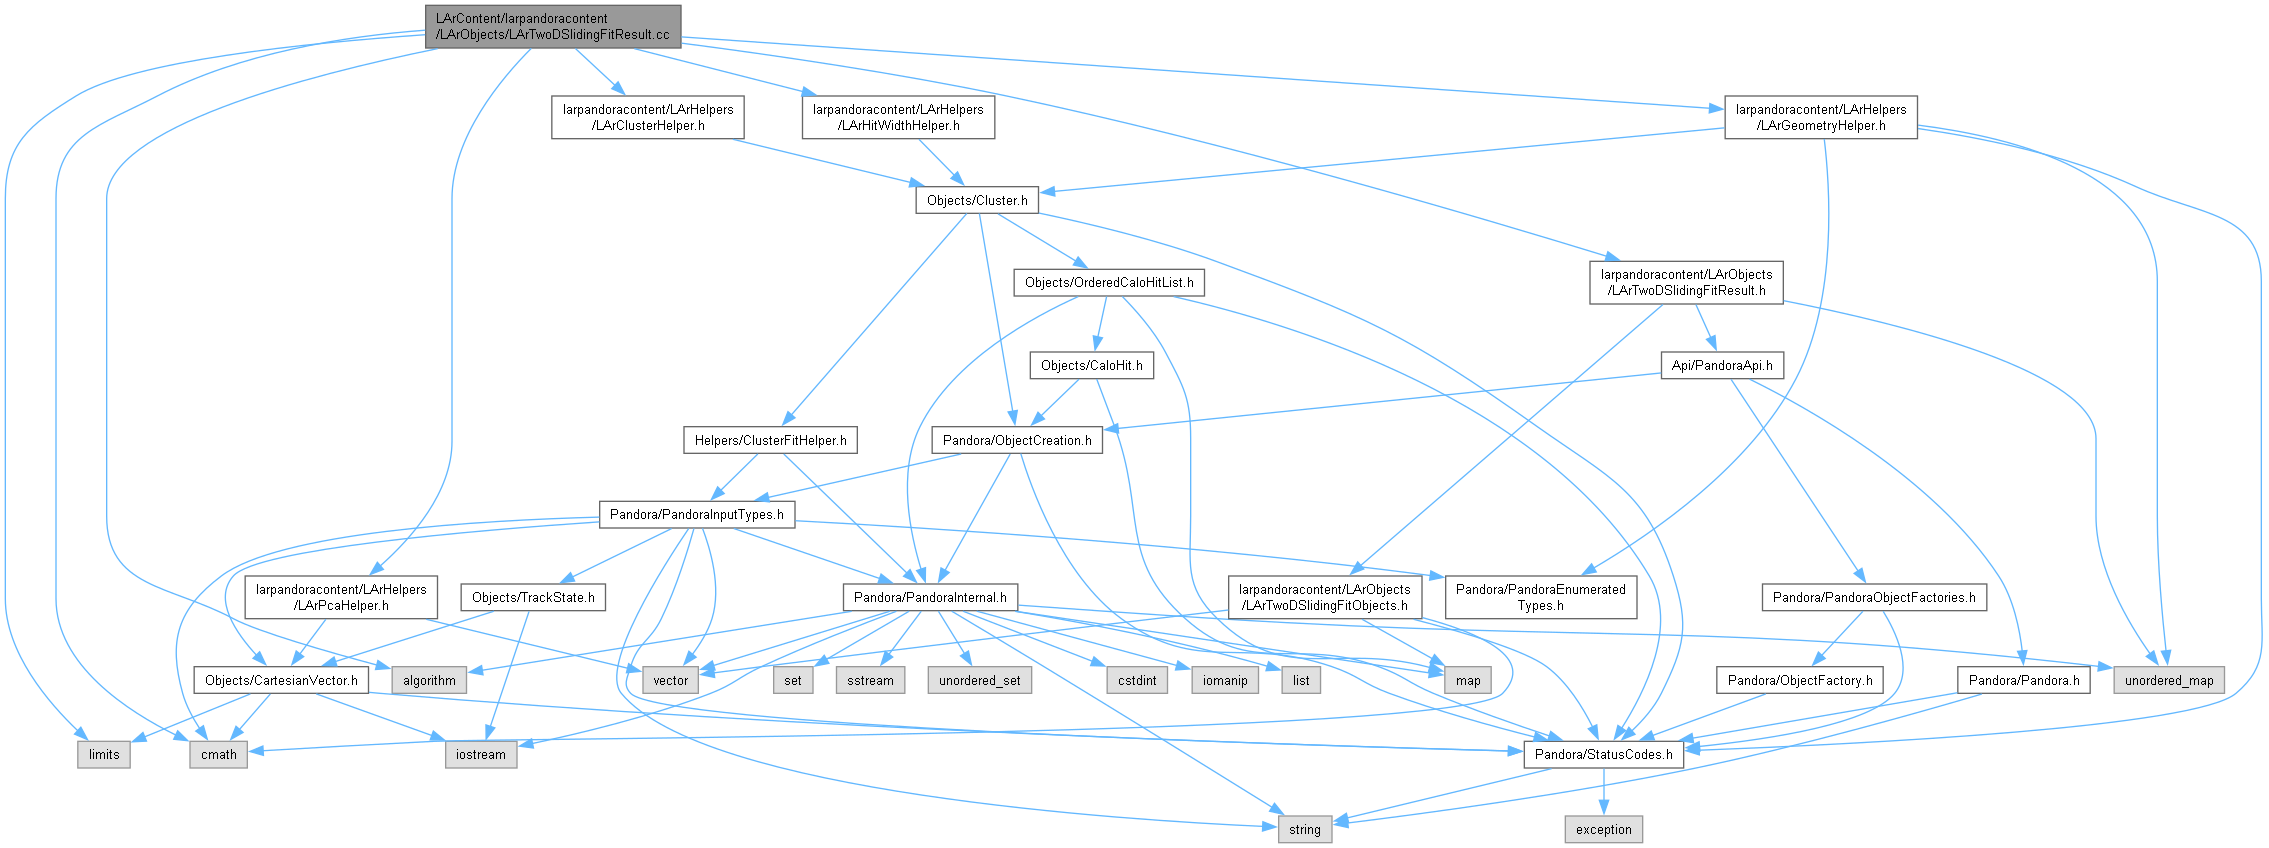 LArContent/larpandoracontent
/LArObjects/LArTwoDSlidingFitResult.cc
larpandoracontent/LArHelpers
/LArClusterHelper.h
larpandoracontent/LArHelpers
/LArHitWidthHelper.h
larpandoracontent/LArHelpers
/LArGeometryHelper.h
Objects/Cluster.h
larpandoracontent/LArObjects
/LArTwoDSlidingFitResult.h
Objects/OrderedCaloHitList.h
Objects/CaloHit.h
Api/PandoraApi.h
Helpers/ClusterFitHelper.h
Pandora/ObjectCreation.h
Pandora/PandoraInputTypes.h
larpandoracontent/LArHelpers
/LArPcaHelper.h
Objects/TrackState.h
Pandora/PandoraInternal.h
larpandoracontent/LArObjects
/LArTwoDSlidingFitObjects.h
Pandora/PandoraEnumerated
Types.h
Pandora/PandoraObjectFactories.h
Objects/CartesianVector.h
algorithm
vector
set
sstream
unordered_set
cstdint
iomanip
list
map
Pandora/ObjectFactory.h
Pandora/Pandora.h
unordered_map
limits
cmath
iostream
Pandora/StatusCodes.h
string
exception